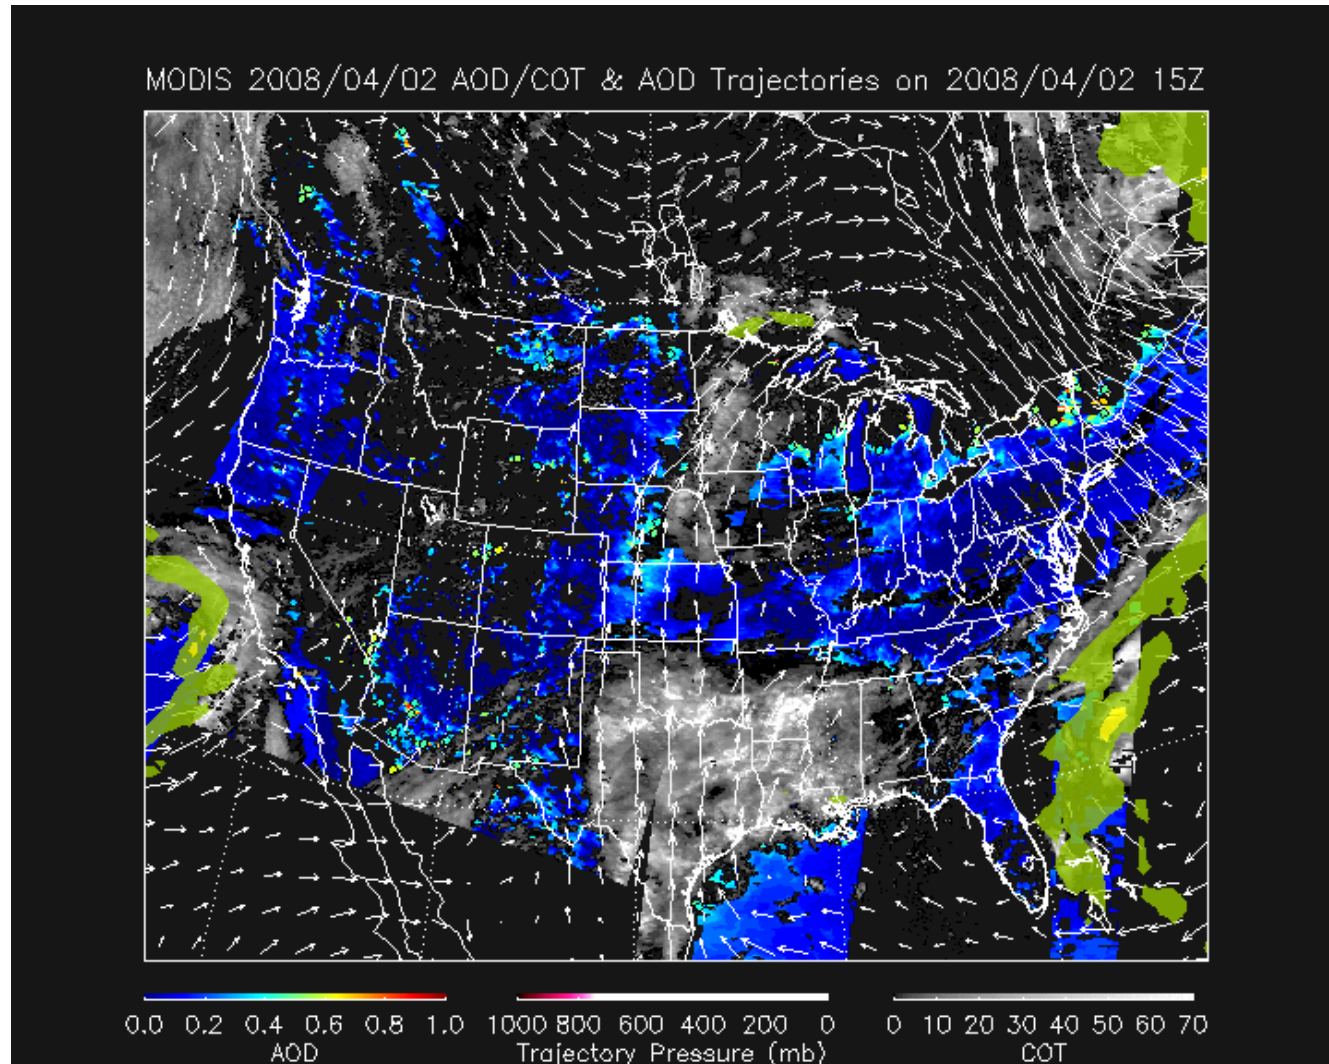 MODIS 2008/04/02 AOD/COT & AOD Trajectories on 2008/04/02 15Z
0.0 0.2 0.4 0.6 0.8 1.0
AOD
1000 800 600 400 200 0
Trajectory Pressure (mb)
0 10 20 30 40 50 60 70
COT